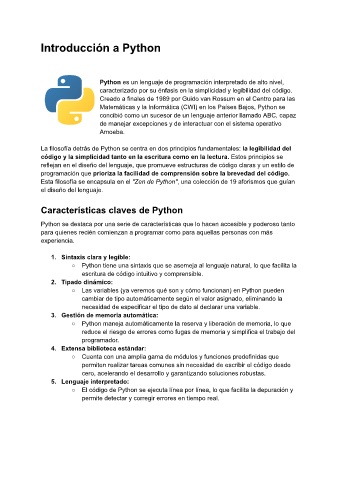 Introducción a Python
Python es un lenguaje de programación interpretado de alto nivel,
caracterizado por su énfasis en la simplicidad y legibilidad del código.
Creado a finales de 1989 por Guido van Rossum en el Centro para las
Matemáticas y la Informática (CWI) en los Países Bajos, Python se
concibió como un sucesor de un lenguaje anterior llamado ABC, capaz
de manejar excepciones y de interactuar con el sistema operativo
Amoeba.
La filosofía detrás de Python se centra en dos principios fundamentales: la legibilidad del
código y la simplicidad tanto en la escritura como en la lectura. Estos principios se
reflejan en el diseño del lenguaje, que promueve estructuras de código claras y un estilo de
programación que prioriza la facilidad de comprensión sobre la brevedad del código.
Esta filosofía se encapsula en el "Zen de Python", una colección de 19 aforismos que guían
el diseño del lenguaje.
Características claves de Python
Python se destaca por una serie de características que lo hacen accesible y poderoso tanto
para quienes recién comienzan a programar como para aquellas personas con más
experiencia.
1. Sintaxis clara y legible:
○ Python tiene una sintaxis que se asemeja al lenguaje natural, lo que facilita la
escritura de código intuitivo y comprensible.
2. Tipado dinámico:
○ Las variables (ya veremos qué son y cómo funcionan) en Python pueden
cambiar de tipo automáticamente según el valor asignado, eliminando la
necesidad de especificar el tipo de dato al declarar una variable.
3. Gestión de memoria automática:
○ Python maneja automáticamente la reserva y liberación de memoria, lo que
reduce el riesgo de errores como fugas de memoria y simplifica el trabajo del
programador.
4. Extensa biblioteca estándar:
○ Cuenta con una amplia gama de módulos y funciones predefinidas que
permiten realizar tareas comunes sin necesidad de escribir el código desde
cero, acelerando el desarrollo y garantizando soluciones robustas.
5. Lenguaje interpretado:
○ El código de Python se ejecuta línea por línea, lo que facilita la depuración y
permite detectar y corregir errores en tiempo real.